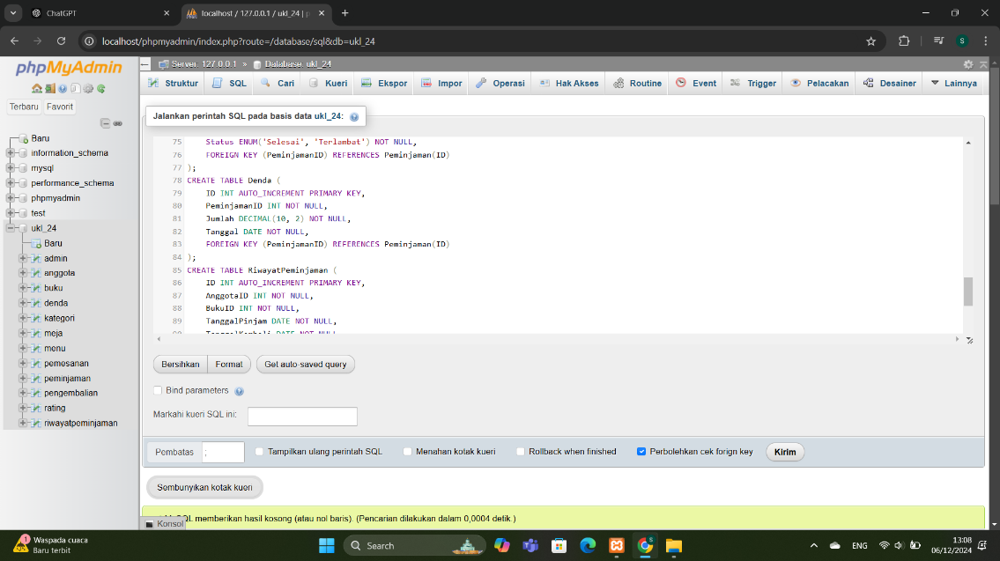 ChatGPT
localhost / 127.0.0.1 / ukl_24 | p
localhost/phpmyadmin/index.php?route=/database/sql&db=ukl_24
S
phpMyAdmin
Terbaru Favorit
Baru
information_schema
mysql
performance_schema
phpmyadmin
test
ukl_24
Baru
admin
anggota
buku
denda
kategori
meja
menu
pemesanan
peminjaman
pengembalian
rating
riwayatpeminjaman
Server: 127.0.0.1 » Database: ukl_24
Struktur SQL Cari Kueri Ekspor Impor Operasi Hak Akses Routine Event Trigger Pelacakan Desainer Lainnya
Jalankan perintah SQL pada basis data ukl_24:
75 Status ENUM('Selesai', 'Terlambat') NOT NULL,
76 FOREIGN KEY (PeminjamanID) REFERENCES Peminjaman(ID)
77 );
78 CREATE TABLE Denda (
79 ID INT AUTO_INCREMENT PRIMARY KEY,
80 PeminjamanID INT NOT NULL,
81 Jumlah DECIMAL(10, 2) NOT NULL,
82 Tanggal DATE NOT NULL,
83 FOREIGN KEY (PeminjamanID) REFERENCES Peminjaman(ID)
84 );
85 CREATE TABLE RiwayatPeminjaman (
86 ID INT AUTO_INCREMENT PRIMARY KEY,
87 AnggotaID INT NOT NULL,
88 BukuID INT NOT NULL,
89 TanggalPinjam DATE NOT NULL,
90 TanggalKembali DATE NOT NULL
Bersihkan Format Get auto-saved query
Bind parameters
Markahi kueri SQL ini:
Pembatas ; Tampilkan ulang perintah SQL Menahan kotak kueri Rollback when finished Perbolehkan cek forign key Kirim
Sembunyikan kotak kueri
SQL memberikan hasil kosong (atau nol baris). (Pencarian dilakukan dalam 0,0004 detik.)
Konsol
1
Waspada cuaca
Baru terbit
Search
ENG
13:08
06/12/2024